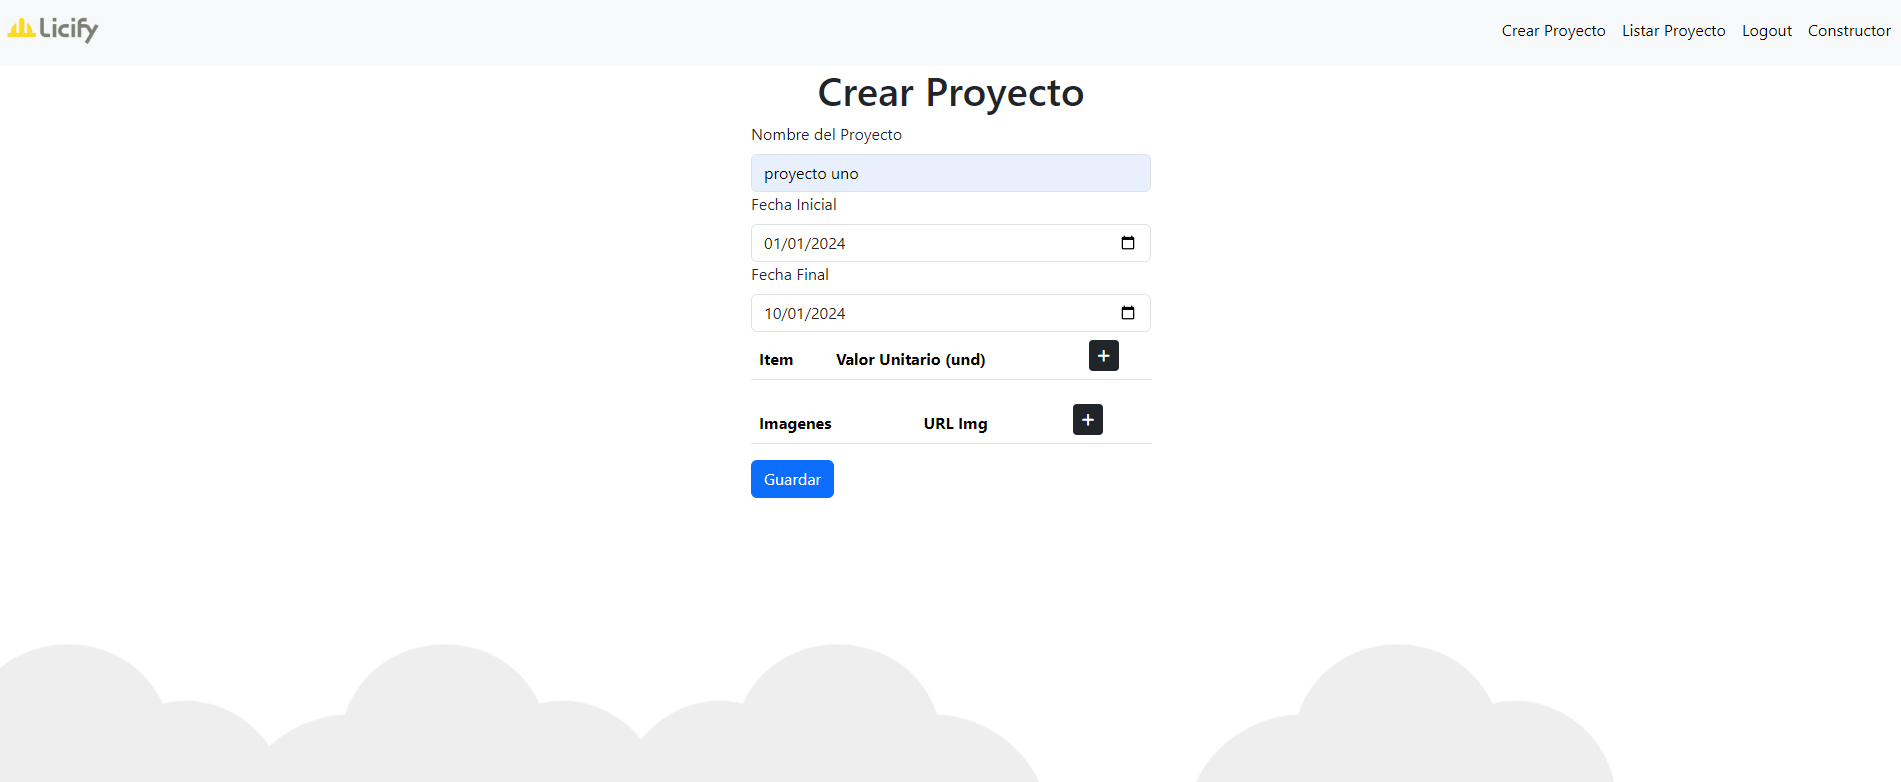 Licify
Crear Proyecto Listar Proyecto Logout Constructor
Crear Proyecto
Nombre del Proyecto
proyecto uno
Fecha Inicial
01/01/2024
Fecha Final
10/01/2024
Item Valor Unitario (und) +
Imagenes URL Img +
Guardar